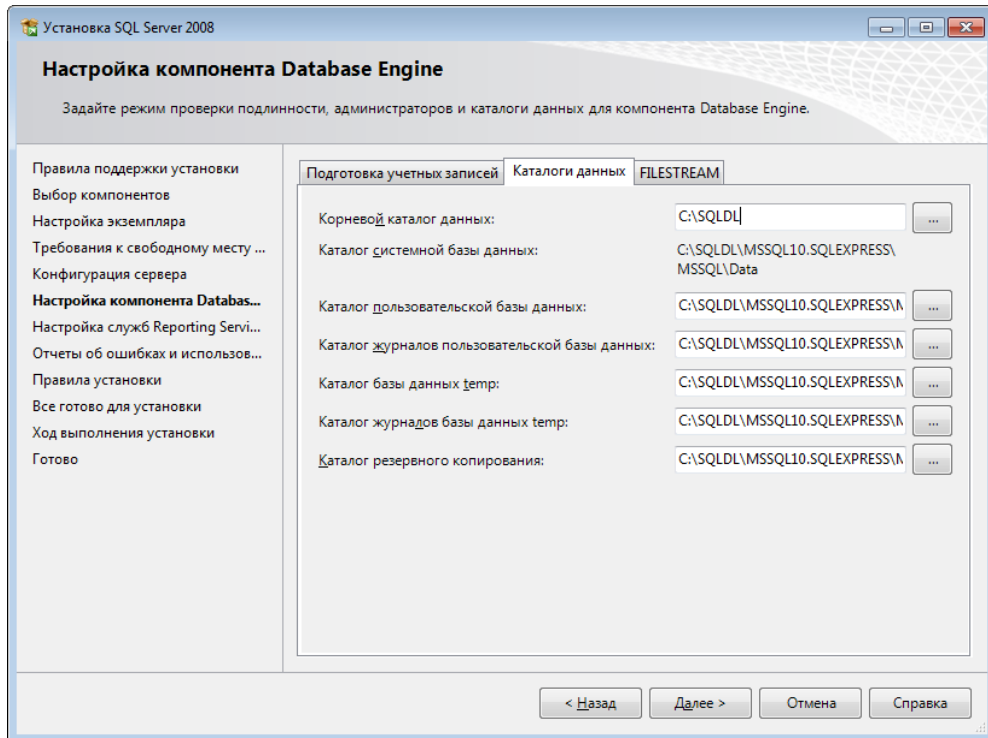 Установка SQL Server 2008
Настройка компонента Database Engine
Задайте режим проверки подлинности, администраторов и каталоги данных для компонента Database Engine.
Правила поддержки установки
Выбор компонентов
Настройка экземпляра
Требования к свободному месту ...
Конфигурация сервера
Настройка компонента Databas...
Настройка служб Reporting Servi...
Отчеты об ошибках и использов...
Правила установки
Все готово для установки
Ход выполнения установки
Готово
Подготовка учетных записей Каталоги данных FILESTREAM
Корневой каталог данных: C:\SQLDL ...
Каталог системной базы данных: C:\SQLDL\MSSQL10.SQLEXPRESS\
MSSQL\Data
Каталог пользовательской базы данных: C:\SQLDL\MSSQL10.SQLEXPRESS\M ...
Каталог журналов пользовательской базы данных: C:\SQLDL\MSSQL10.SQLEXPRESS\M ...
Каталог базы данных temp: C:\SQLDL\MSSQL10.SQLEXPRESS\M ...
Каталог журналов базы данных temp: C:\SQLDL\MSSQL10.SQLEXPRESS\M ...
Каталог резервного копирования: C:\SQLDL\MSSQL10.SQLEXPRESS\M ...
< Назад Далее > Отмена Справка